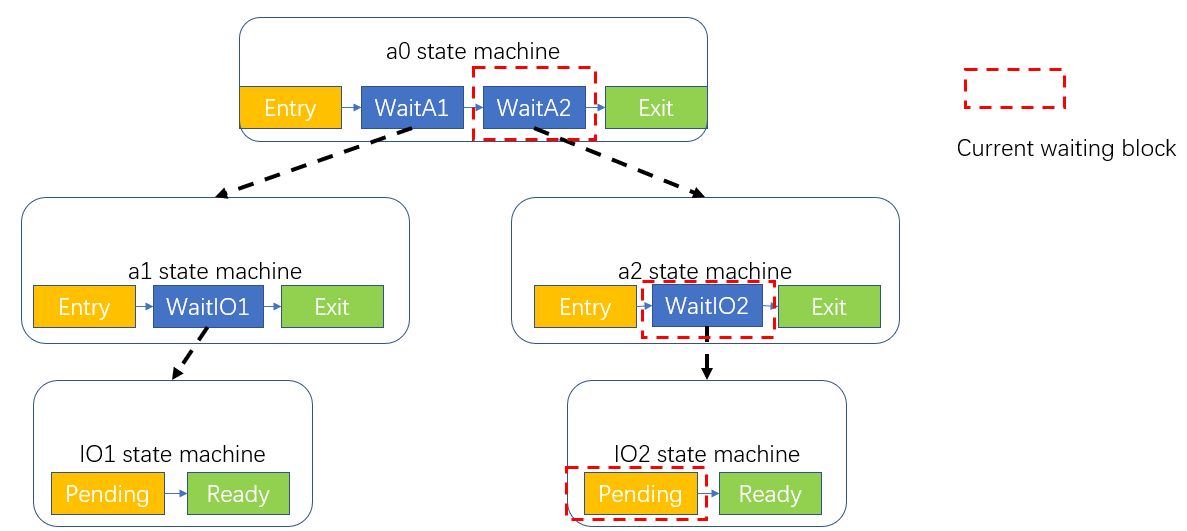 a0 state machine
Entry
WaitA1
WaitA2
Exit
Current waiting block
a1 state machine
Entry
WaitIO1
Exit
a2 state machine
Entry
WaitIO2
Exit
IO1 state machine
Pending
Ready
IO2 state machine
Pending
Ready